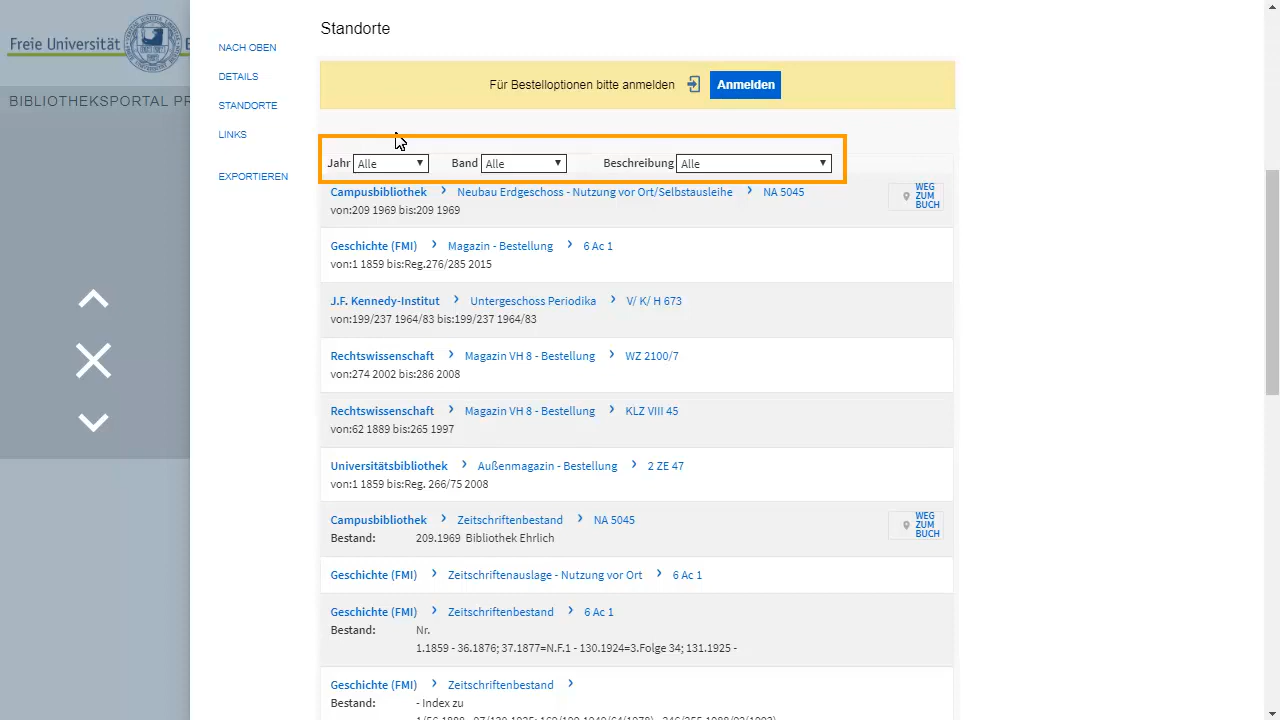 Freie Universität
BIBLIOTHEKSPORTAL PR
NACH OBEN
DETAILS
STANDORTE
LINKS
EXPORTIEREN
Standorte
Für Bestelloptionen bitte anmelden Anmelden
Jahr Alle Band Alle Beschreibung Alle
Campusbibliothek › Neubau Erdgeschoss - Nutzung vor Ort/Selbstausleihe › NA 5045
von:209 1969 bis:209 1969
WEG
ZUM
BUCH
Geschichte (FMI) › Magazin - Bestellung › 6 Ac 1
von:1 1859 bis:Reg.276/285 2015
J.F. Kennedy-Institut › Untergeschoss Periodika › V/ K/ H 673
von:199/237 1964/83 bis:199/237 1964/83
Rechtswissenschaft › Magazin VH 8 - Bestellung › WZ 2100/7
von:274 2002 bis:286 2008
Rechtswissenschaft › Magazin VH 8 - Bestellung › KLZ VIII 45
von:62 1889 bis:265 1997
Universitätsbibliothek › Außenmagazin - Bestellung › 2 ZE 47
von:1 1859 bis:Reg. 266/75 2008
Campusbibliothek › Zeitschriftenbestand › NA 5045
Bestand: 209.1969 Bibliothek Ehrlich
WEG
ZUM
BUCH
Geschichte (FMI) › Zeitschriftenauslage - Nutzung vor Ort › 6 Ac 1
Geschichte (FMI) › Zeitschriftenbestand › 6 Ac 1
Bestand: Nr.
1.1859 - 36.1876; 37.1877=N.F.1 - 130.1924=3.Folge 34; 131.1925 -
Geschichte (FMI) › Zeitschriftenbestand ›
Bestand: - Index zu